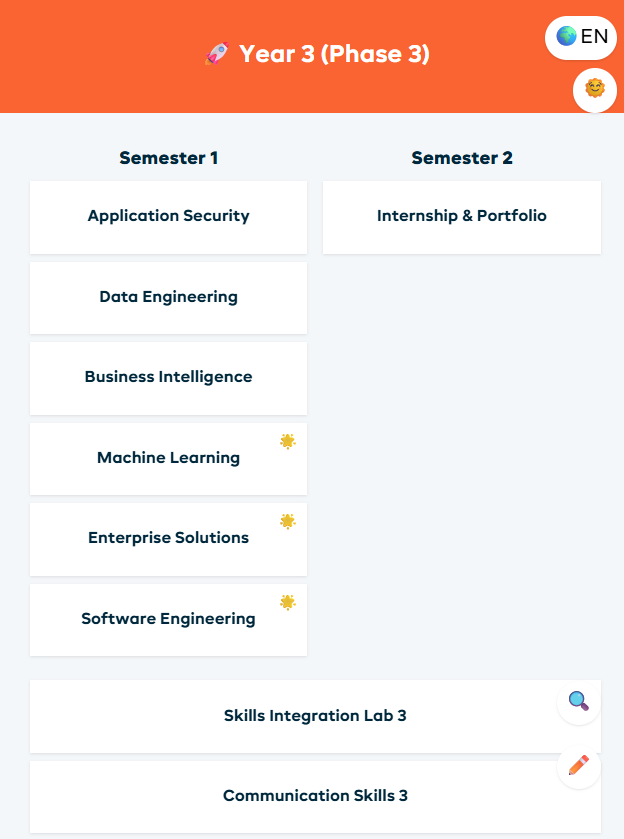 Year 3 (Phase 3)
EN
Semester 1
Semester 2
Application Security
Internship & Portfolio
Data Engineering
Business Intelligence
Machine Learning
Enterprise Solutions
Software Engineering
Skills Integration Lab 3
Communication Skills 3